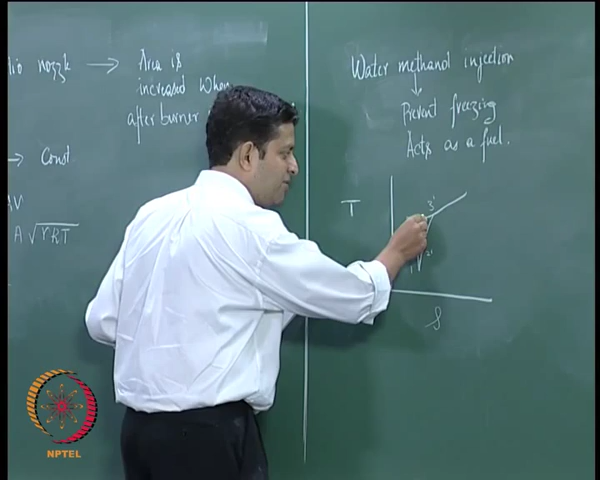 nozzle → Area is
increased when
after burner
→ Const
A√γRT
Water methanol injection
↓
Prevent freezing
Acts as a fuel.
T
3'
1
2'
S
NPTEL